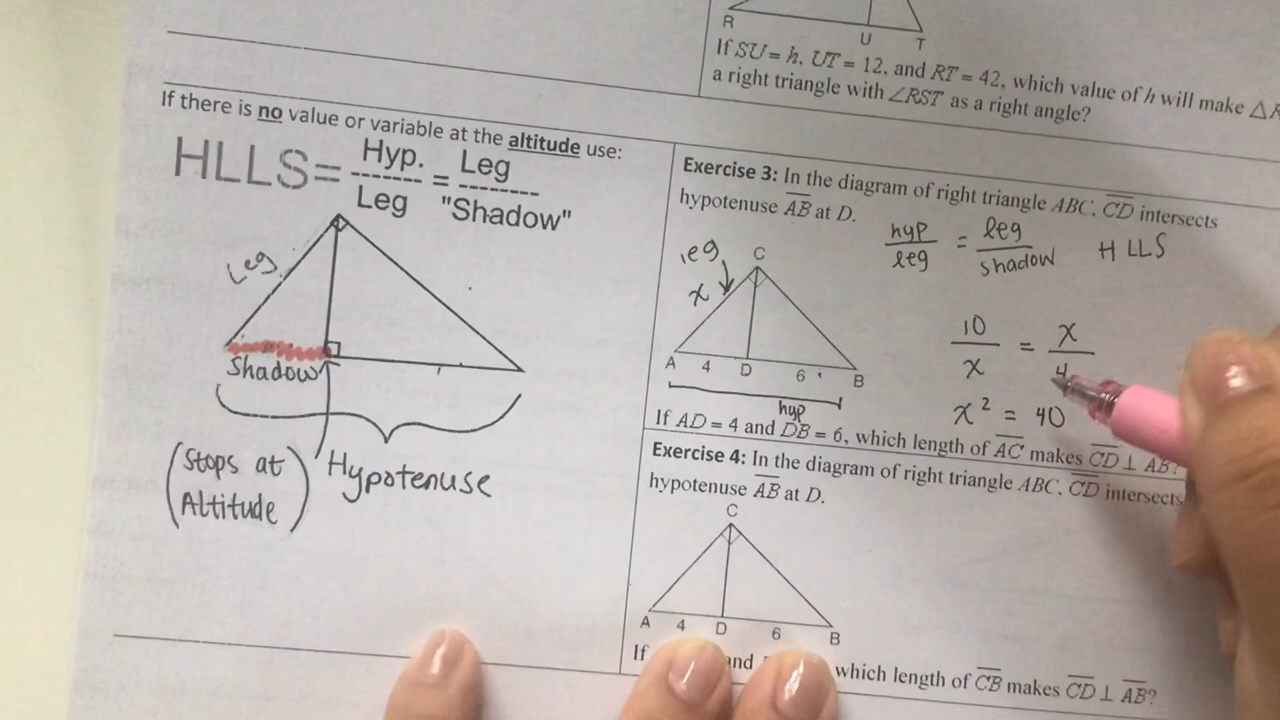 R
U
T
If SU = h, UT = 12, and RT = 42, which value of h will make △
a right triangle with ∠RST as a right angle?
If there is no value or variable at the altitude use:
HLLS= Hyp. = Leg
Leg "Shadow"
Leg
Shadow
(Stops at Altitude)
Hypotenuse
Exercise 3: In the diagram of right triangle ABC, CD intersects
hypotenuse AB at D.
hyp = leg HLLS
leg shadow
leg
x
C
A 4 D 6 B
hyp
10 = x
x 4
x² = 40
If AD = 4 and DB = 6, which length of AC makes CD ⊥ AB?
Exercise 4: In the diagram of right triangle ABC, CD intersects
hypotenuse AB at D.
C
A 4 D 6 B
If and which length of CB makes CD ⊥ AB?